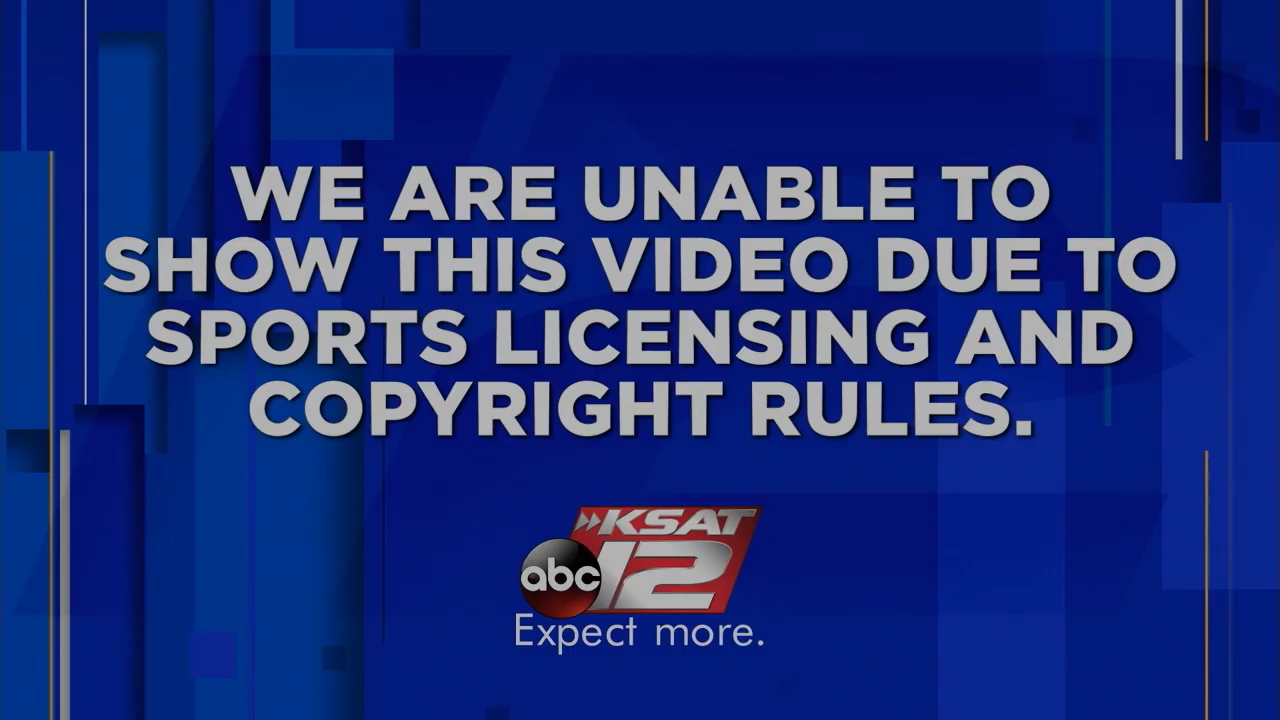 WE ARE UNABLE TO
SHOW THIS VIDEO DUE TO
SPORTS LICENSING AND
COPYRIGHT RULES.
KSAT
abc 12
Expect more.